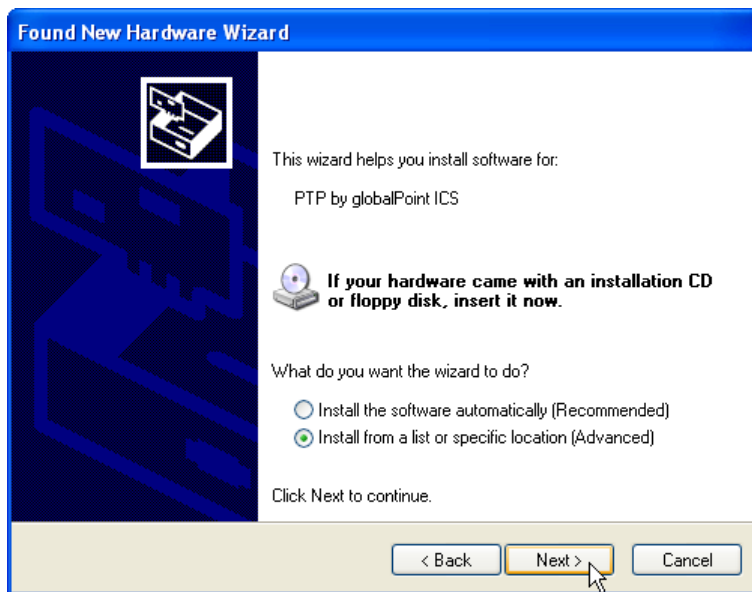 Found New Hardware Wizard
This wizard helps you install software for:
PTP by globalPoint ICS
If your hardware came with an installation CD
or floppy disk, insert it now.
What do you want the wizard to do?
Install the software automatically (Recommended)
Install from a list or specific location (Advanced)
Click Next to continue.
< Back Next > Cancel